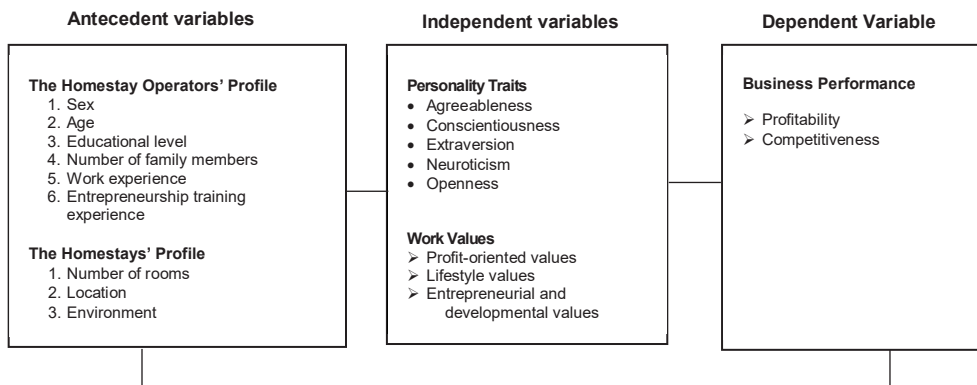 Antecedent variables
Independent variables
Dependent Variable
The Homestay Operators’ Profile
1. Sex
2. Age
3. Educational level
4. Number of family members
5. Work experience
6. Entrepreneurship training
experience
The Homestays’ Profile
1. Number of rooms
2. Location
3. Environment
Personality Traits
• Agreeableness
• Conscientiousness
• Extraversion
• Neuroticism
• Openness
Work Values
➢ Profit-oriented values
➢ Lifestyle values
➢ Entrepreneurial and
developmental values
Business Performance
➢ Profitability
➢ Competitiveness